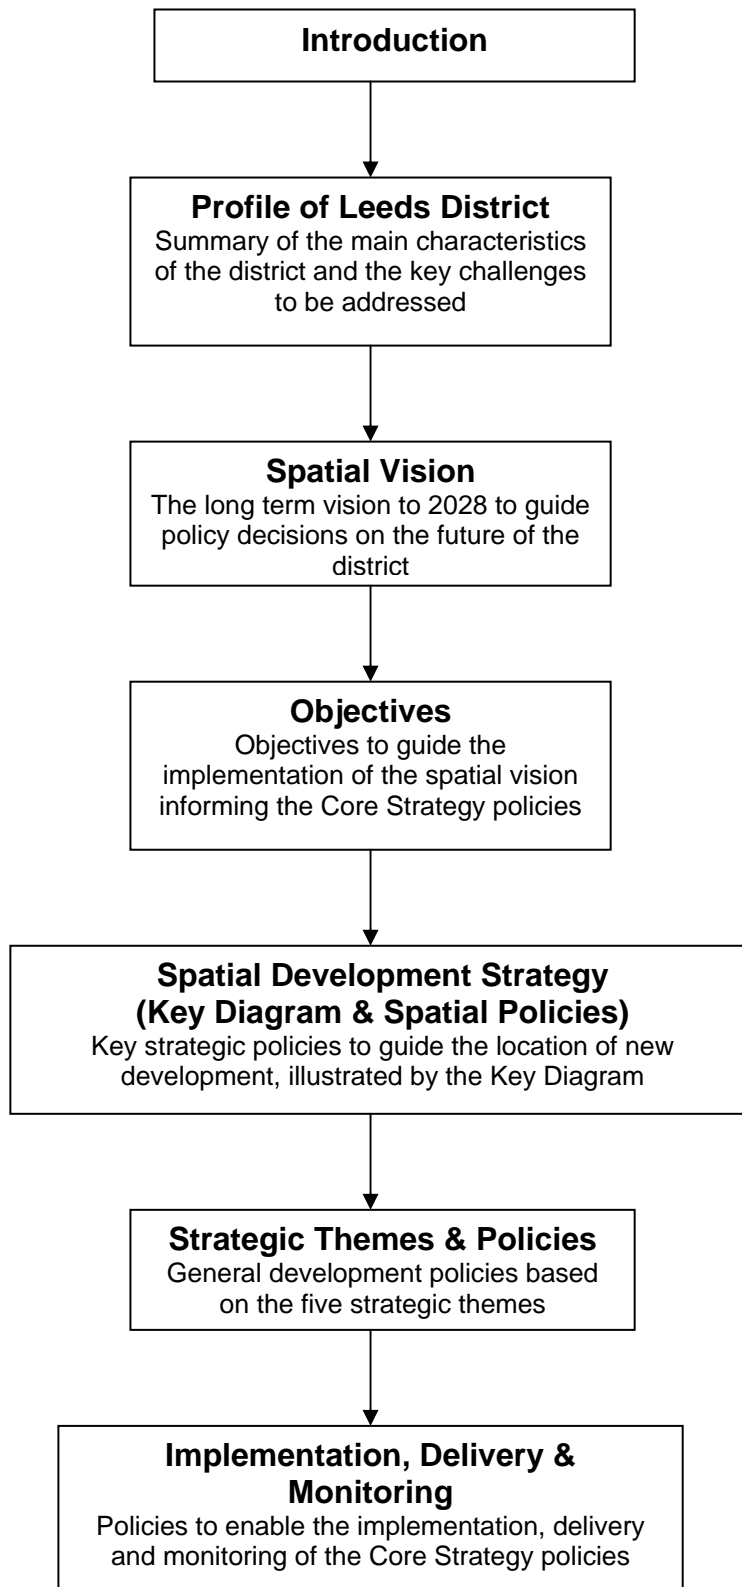 Introduction
Profile of Leeds District
Summary of the main characteristics
of the district and the key challenges
to be addressed
Spatial Vision
The long term vision to 2028 to guide
policy decisions on the future of the
district
Objectives
Objectives to guide the
implementation of the spatial vision
informing the Core Strategy policies
Spatial Development Strategy
(Key Diagram & Spatial Policies)
Key strategic policies to guide the location of new
development, illustrated by the Key Diagram
Strategic Themes & Policies
General development policies based
on the five strategic themes
Implementation, Delivery &
Monitoring
Policies to enable the implementation, delivery
and monitoring of the Core Strategy policies